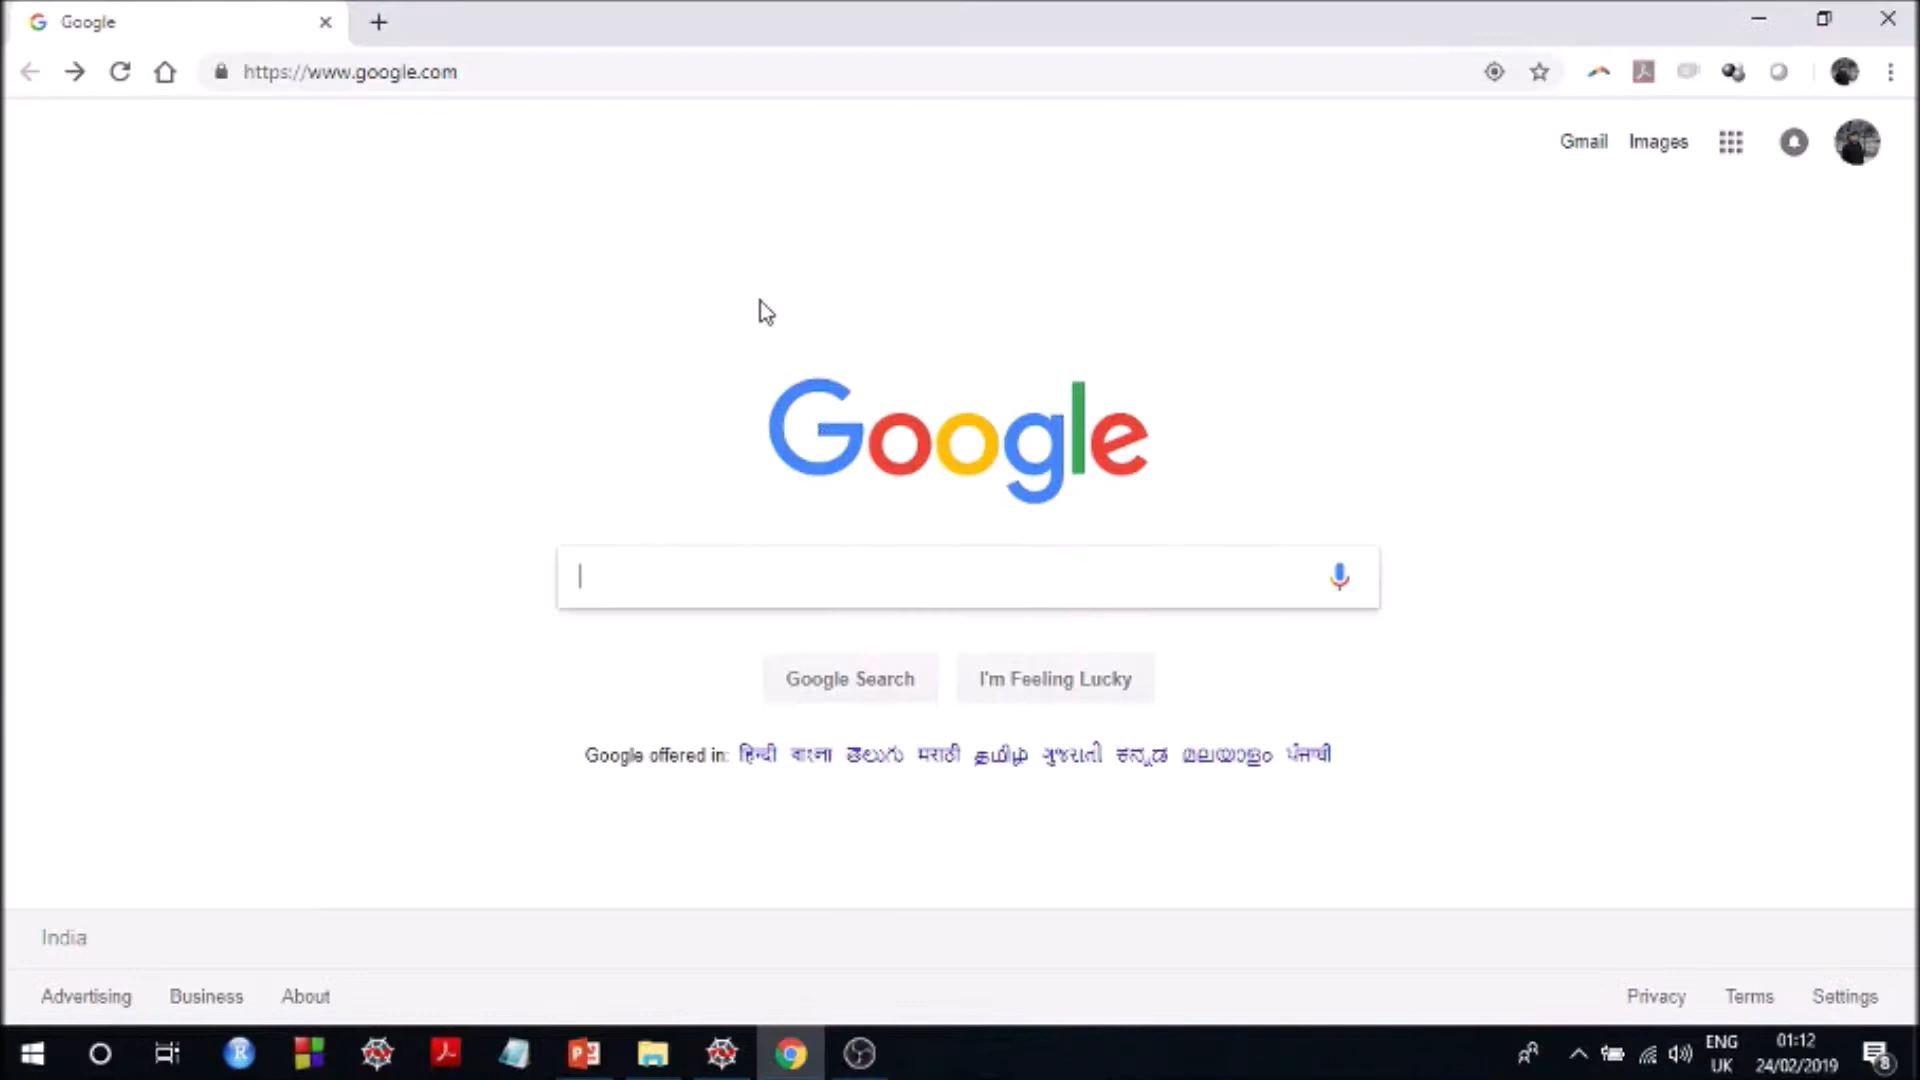 Google
https://www.google.com
Gmail Images
Google
Google Search I'm Feeling Lucky
Google offered in: हिन्दी বাংলা తెలుగు मराठी தமிழ் ગુજરાતી ಕನ್ನಡ മലയാളം ਪੰਜਾਬੀ
India
Advertising Business About Privacy Terms Settings
ENG 01:12
UK 24/02/2019 8